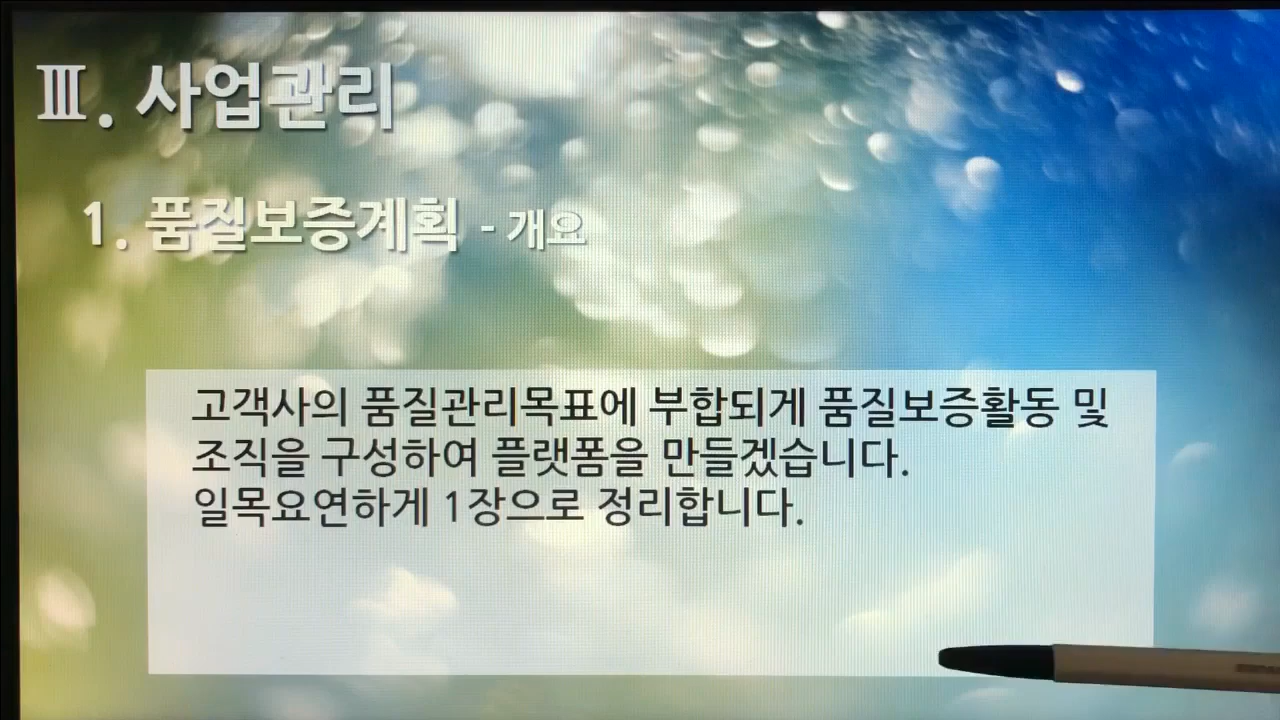 Ⅲ. 사업관리
1. 품질보증계획 - 개요
고객사의 품질관리목표에 부합되게 품질보증활동 및
조직을 구성하여 플랫폼을 만들겠습니다.
일목요연하게 1장으로 정리합니다.